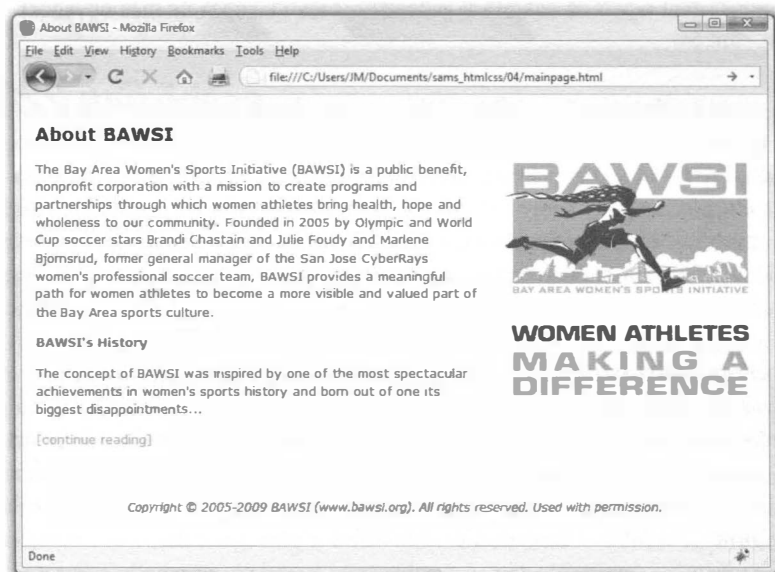 About BAWSI - Mozilla Firefox
File Edit View History Bookmarks Tools Help
file:///C:/Users/JM/Documents/sams_htmlcss/04/mainpage.html
About BAWSI
The Bay Area Women's Sports Initiative (BAWSI) is a public benefit,
nonprofit corporation with a mission to create programs and
partnerships through which women athletes bring health, hope and
wholeness to our community. Founded in 2005 by Olympic and World
Cup soccer stars Brandi Chastain and Julie Foudy and Marlene
Bjornsrud, former general manager of the San Jose CyberRays
women's professional soccer team, BAWSI provides a meaningful
path for women athletes to become a more visible and valued part of
the Bay Area sports culture.
BAWSI's History
The concept of BAWSI was inspired by one of the most spectacular
achievements in women's sports history and born out of one its
biggest disappointments...
[continue reading]
BAWSI
BAY AREA WOMEN'S SPORTS INITIATIVE
WOMEN ATHLETES
MAKING A
DIFFERENCE
Copyright © 2005-2009 BAWSI (www.bawsi.org). All rights reserved. Used with permission.
Done